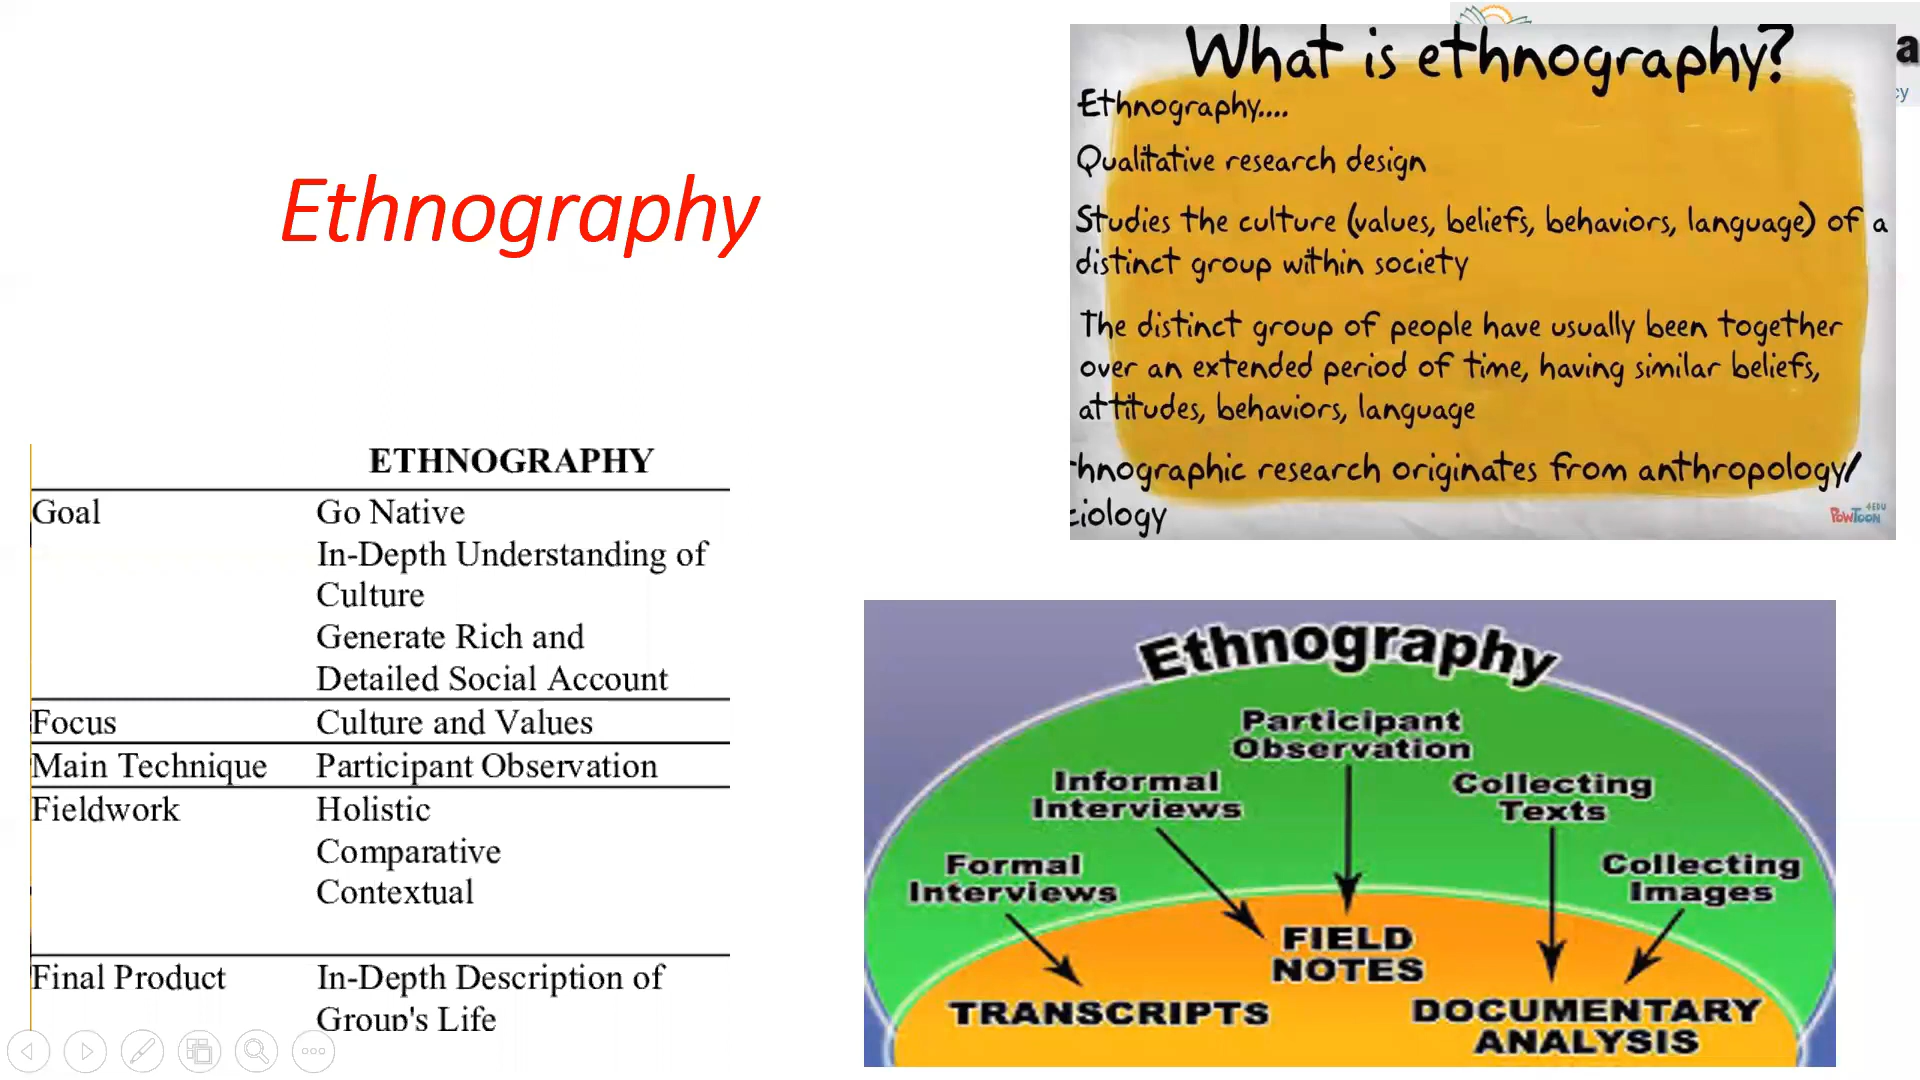 Ethnography
What is ethnography?
Ethnography....
Qualitative research design
Studies the culture (values, beliefs, behaviors, language) of a
distinct group within society
The distinct group of people have usually been together
over an extended period of time, having similar beliefs,
attitudes, behaviors, language
hnographic research originates from anthropology/
ciology
POWTOON
4EDU
a
cy
ETHNOGRAPHY
Goal Go Native
In-Depth Understanding of
Culture
Generate Rich and
Detailed Social Account
Focus Culture and Values
Main Technique Participant Observation
Fieldwork Holistic
Comparative
Contextual
Final Product In-Depth Description of
Group's Life
Ethnography
Participant
Observation
Informal
Interviews
Collecting
Texts
Formal
Interviews
Collecting
Images
FIELD
NOTES
TRANSCRIPTS
DOCUMENTARY
ANALYSIS